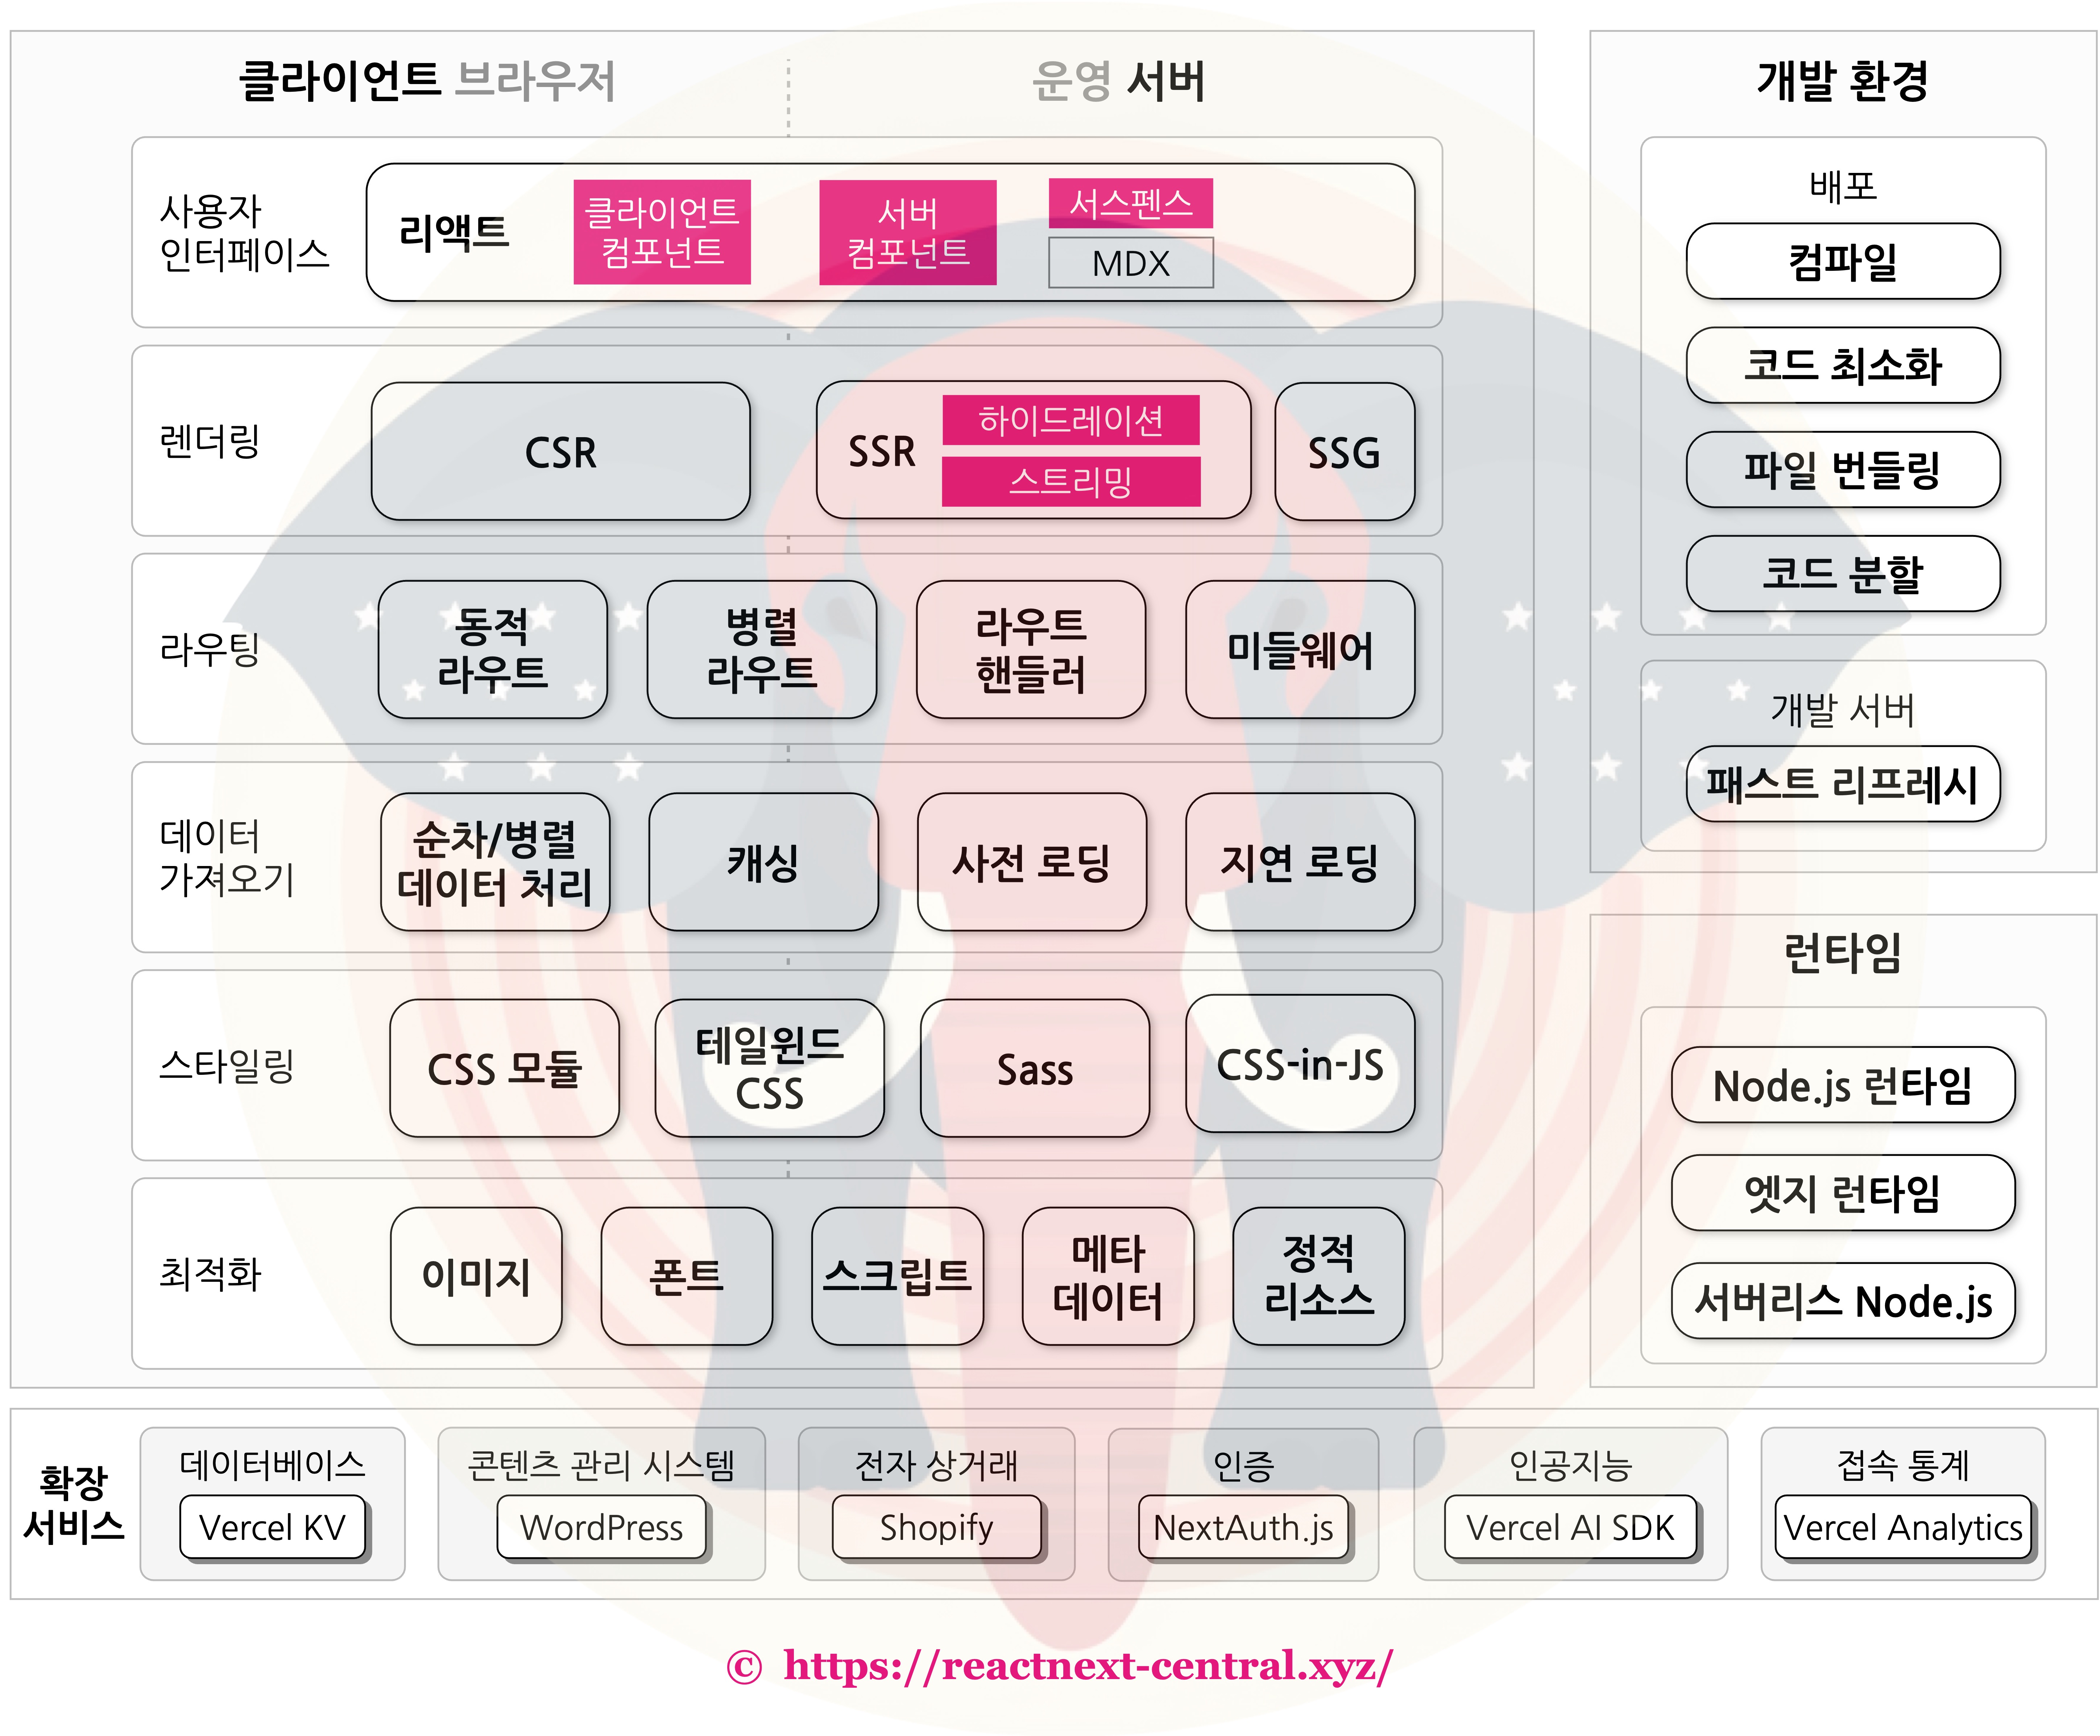 클라이언트 브라우저
운영 서버
사용자
인터페이스
리액트
클라이언트
컴포넌트
서버
컴포넌트
서스펜스
MDX
렌더링
CSR
SSR
하이드레이션
스트리밍
SSG
라우팅
동적
라우트
병렬
라우트
라우트
핸들러
미들웨어
데이터
가져오기
순차/병렬
데이터 처리
캐싱
사전 로딩
지연 로딩
스타일링
CSS 모듈
테일윈드
CSS
Sass
CSS-in-JS
최적화
이미지
폰트
스크립트
메타
데이터
정적
리소스
개발 환경
배포
컴파일
코드 최소화
파일 번들링
코드 분할
개발 서버
패스트 리프레시
런타임
Node.js 런타임
엣지 런타임
서버리스 Node.js
확장
서비스
데이터베이스
Vercel KV
콘텐츠 관리 시스템
WordPress
전자 상거래
Shopify
인증
NextAuth.js
인공지능
Vercel AI SDK
접속 통계
Vercel Analytics
© https://reactnext-central.xyz/